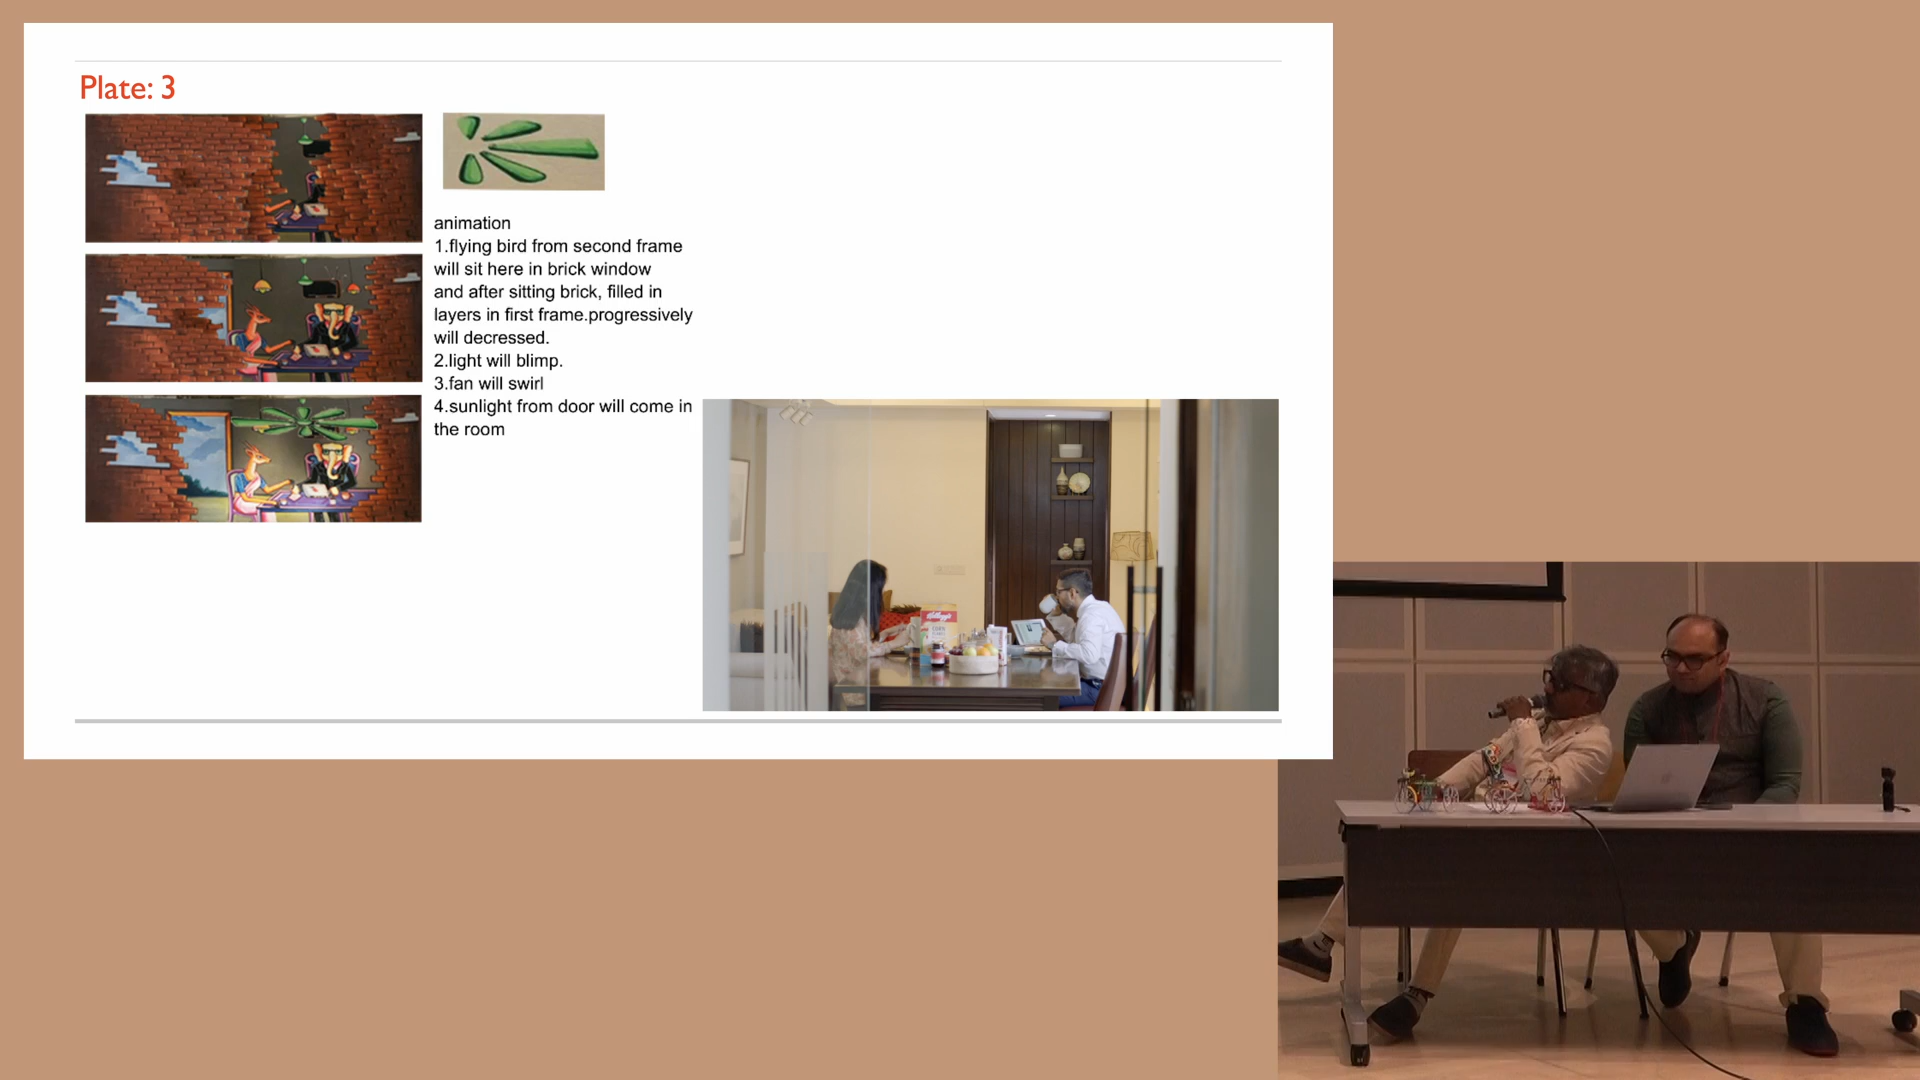 Plate: 3
animation
1.flying bird from second frame
will sit here in brick window
and after sitting brick, filled in
layers in first frame.progressively
will decressed.
2.light will blimp.
3.fan will swirl
4.sunlight from door will come in
the room
Kellogg's
CORN